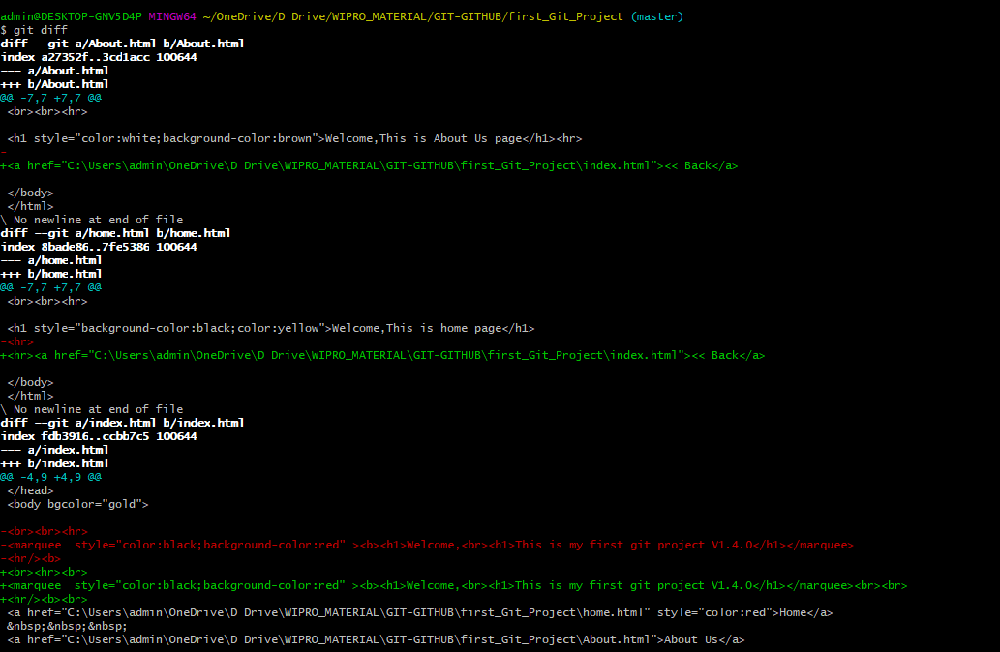 admin@DESKTOP-GNV5D4P MINGW64 ~/OneDrive/D Drive/WIPRO_MATERIAL/GIT-GITHUB/first_Git_Project (master)
$ git diff
diff --git a/About.html b/About.html
index a27352f..3cd1acc 100644
--- a/About.html
+++ b/About.html
@@ -7,7 +7,7 @@
 <br><br><hr>

 <h1 style="color:white;background-color:brown">Welcome,This is About Us page</h1><hr>
-
+<a href="C:\Users\admin\OneDrive\D Drive\WIPRO_MATERIAL\GIT-GITHUB\first_Git_Project\index.html"><< Back</a>

 </body>
 </html>
\ No newline at end of file
diff --git a/home.html b/home.html
index 8bade86..7fe5386 100644
--- a/home.html
+++ b/home.html
@@ -7,7 +7,7 @@
 <br><br><hr>

 <h1 style="background-color:black;color:yellow">Welcome,This is home page</h1>
-<hr>
+<hr><a href="C:\Users\admin\OneDrive\D Drive\WIPRO_MATERIAL\GIT-GITHUB\first_Git_Project\index.html"><< Back</a>

 </body>
 </html>
\ No newline at end of file
diff --git a/index.html b/index.html
index fdb3916..ccbb7c5 100644
--- a/index.html
+++ b/index.html
@@ -4,9 +4,9 @@
 </head>
 <body bgcolor="gold">

-<br><br><hr>
-<marquee  style="color:black;background-color:red" ><b><h1>Welcome,<br><h1>This is my first git project V1.4.0</h1></marquee>
-<hr/><b>
+<br><hr><br>
+<marquee  style="color:black;background-color:red" ><b><h1>Welcome,<br><h1>This is my first git project V1.4.0</h1></marquee><br><br>
+<hr/><b><br>
 <a href="C:\Users\admin\OneDrive\D Drive\WIPRO_MATERIAL\GIT-GITHUB\first_Git_Project\home.html" style="color:red">Home</a>
 &nbsp;&nbsp;&nbsp;
 <a href="C:\Users\admin\OneDrive\D Drive\WIPRO_MATERIAL\GIT-GITHUB\first_Git_Project\About.html">About Us</a>